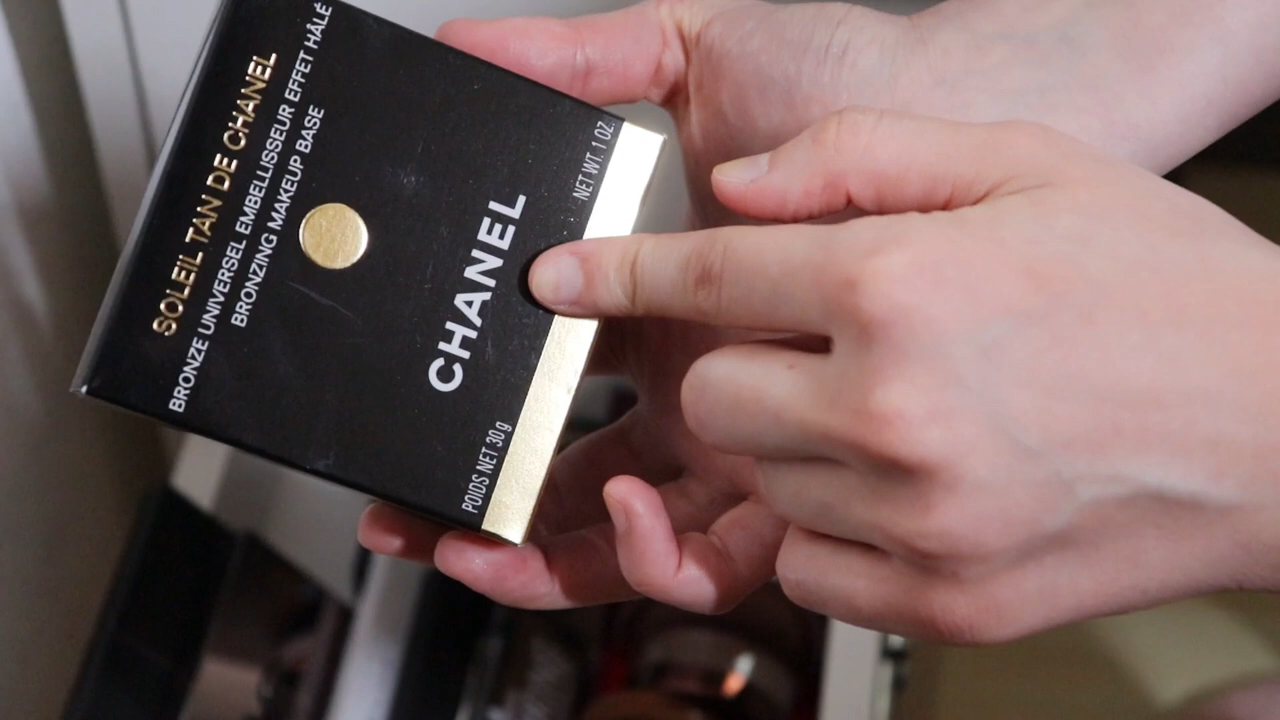 SOLEIL TAN DE CHANEL
BRONZE UNIVERSEL EMBELLISSEUR EFFET HÂLÉ
BRONZING MAKEUP BASE
CHANEL
POIDS NET 30g
NET WT. 1 OZ.